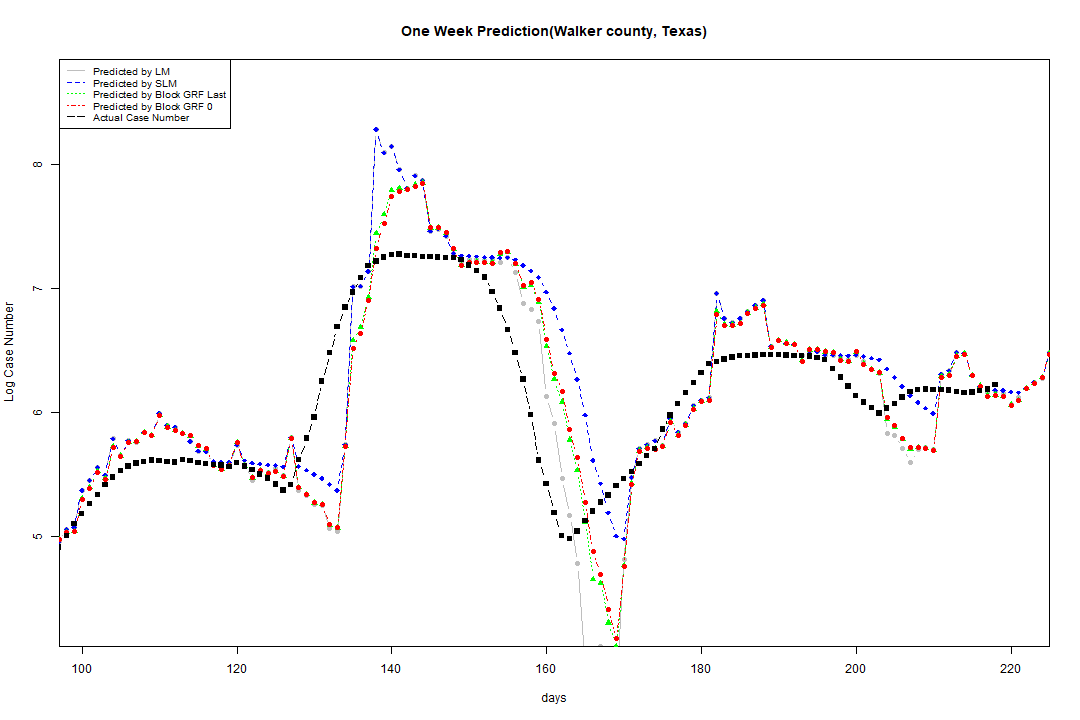 One Week Prediction(Walker county, Texas)
Predicted by LM
Predicted by SLM
Predicted by Block GRF Last
Predicted by Block GRF 0
Actual Case Number
8
7
6
5
Log Case Number
100 120 140 160 180 200 220
days